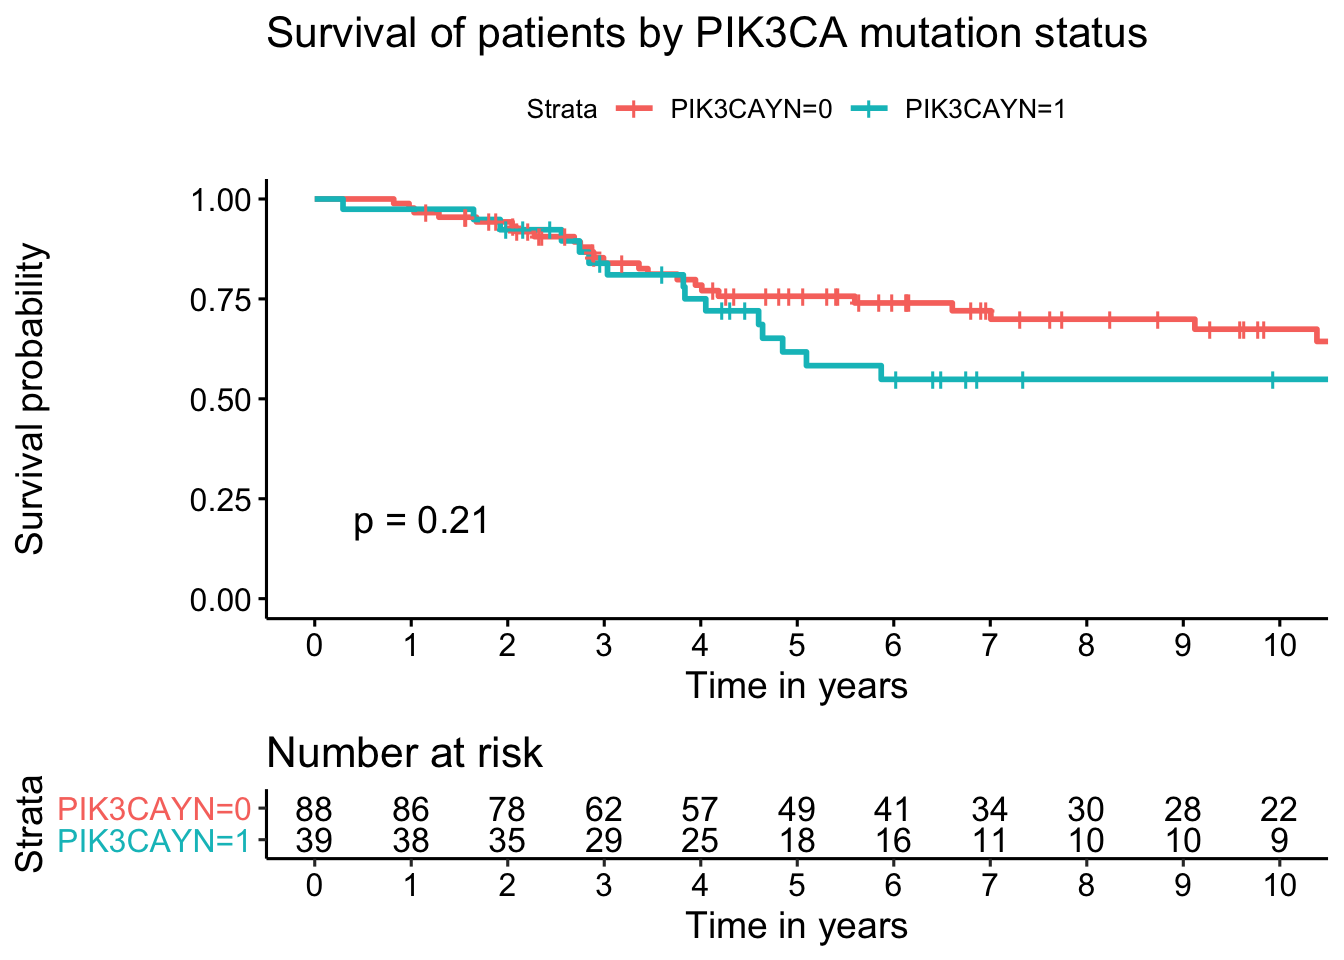 Survival of patients by PIK3CA mutation status
Strata PIK3CAYN=0 PIK3CAYN=1
Survival probability
1.00
0.75
0.50
0.25
0.00
p = 0.21
0 1 2 3 4 5 6 7 8 9 10
Time in years
Number at risk
Strata
PIK3CAYN=0 88 86 78 62 57 49 41 34 30 28 22
PIK3CAYN=1 39 38 35 29 25 18 16 11 10 10 9
0 1 2 3 4 5 6 7 8 9 10
Time in years